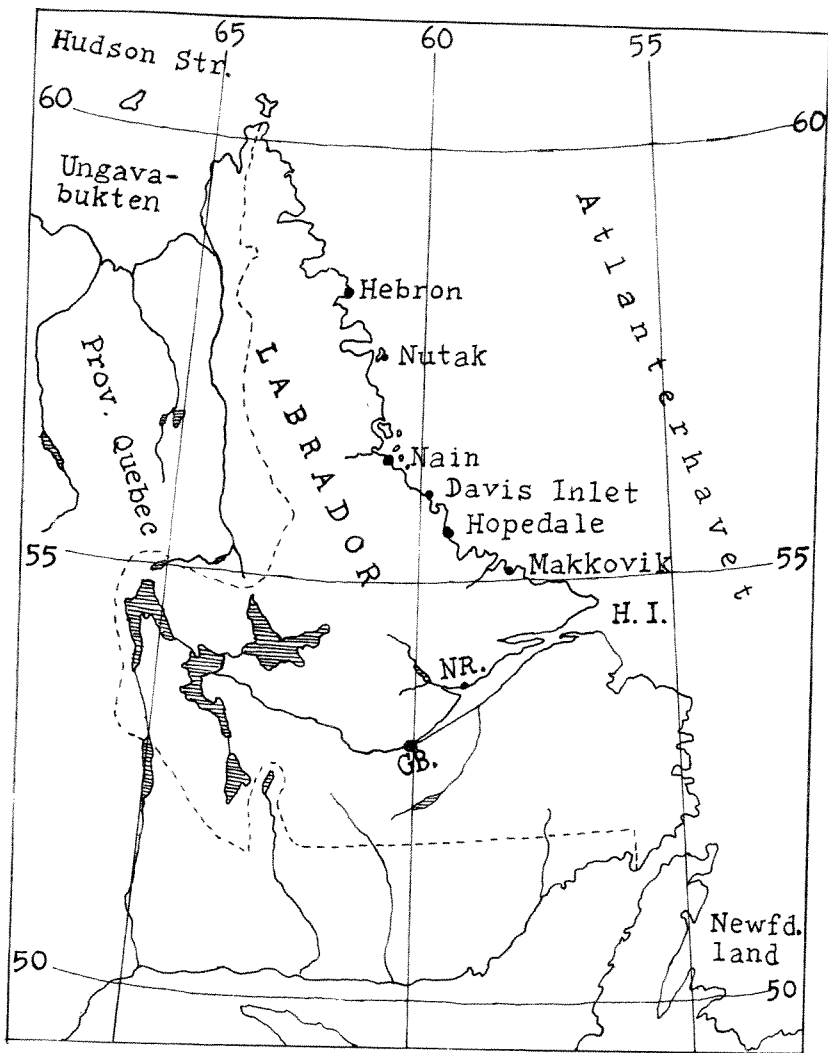 65
60
55
Hudson Str.
60
60
Ungava-
bukten
Atlanterhavet
Hebron
Nutak
LABRADOR
Prov. Quebec
Nain
Davis Inlet
Hopedale
55
55
Makkovik
H.I.
NR.
GB.
Newfd.
land
50
50